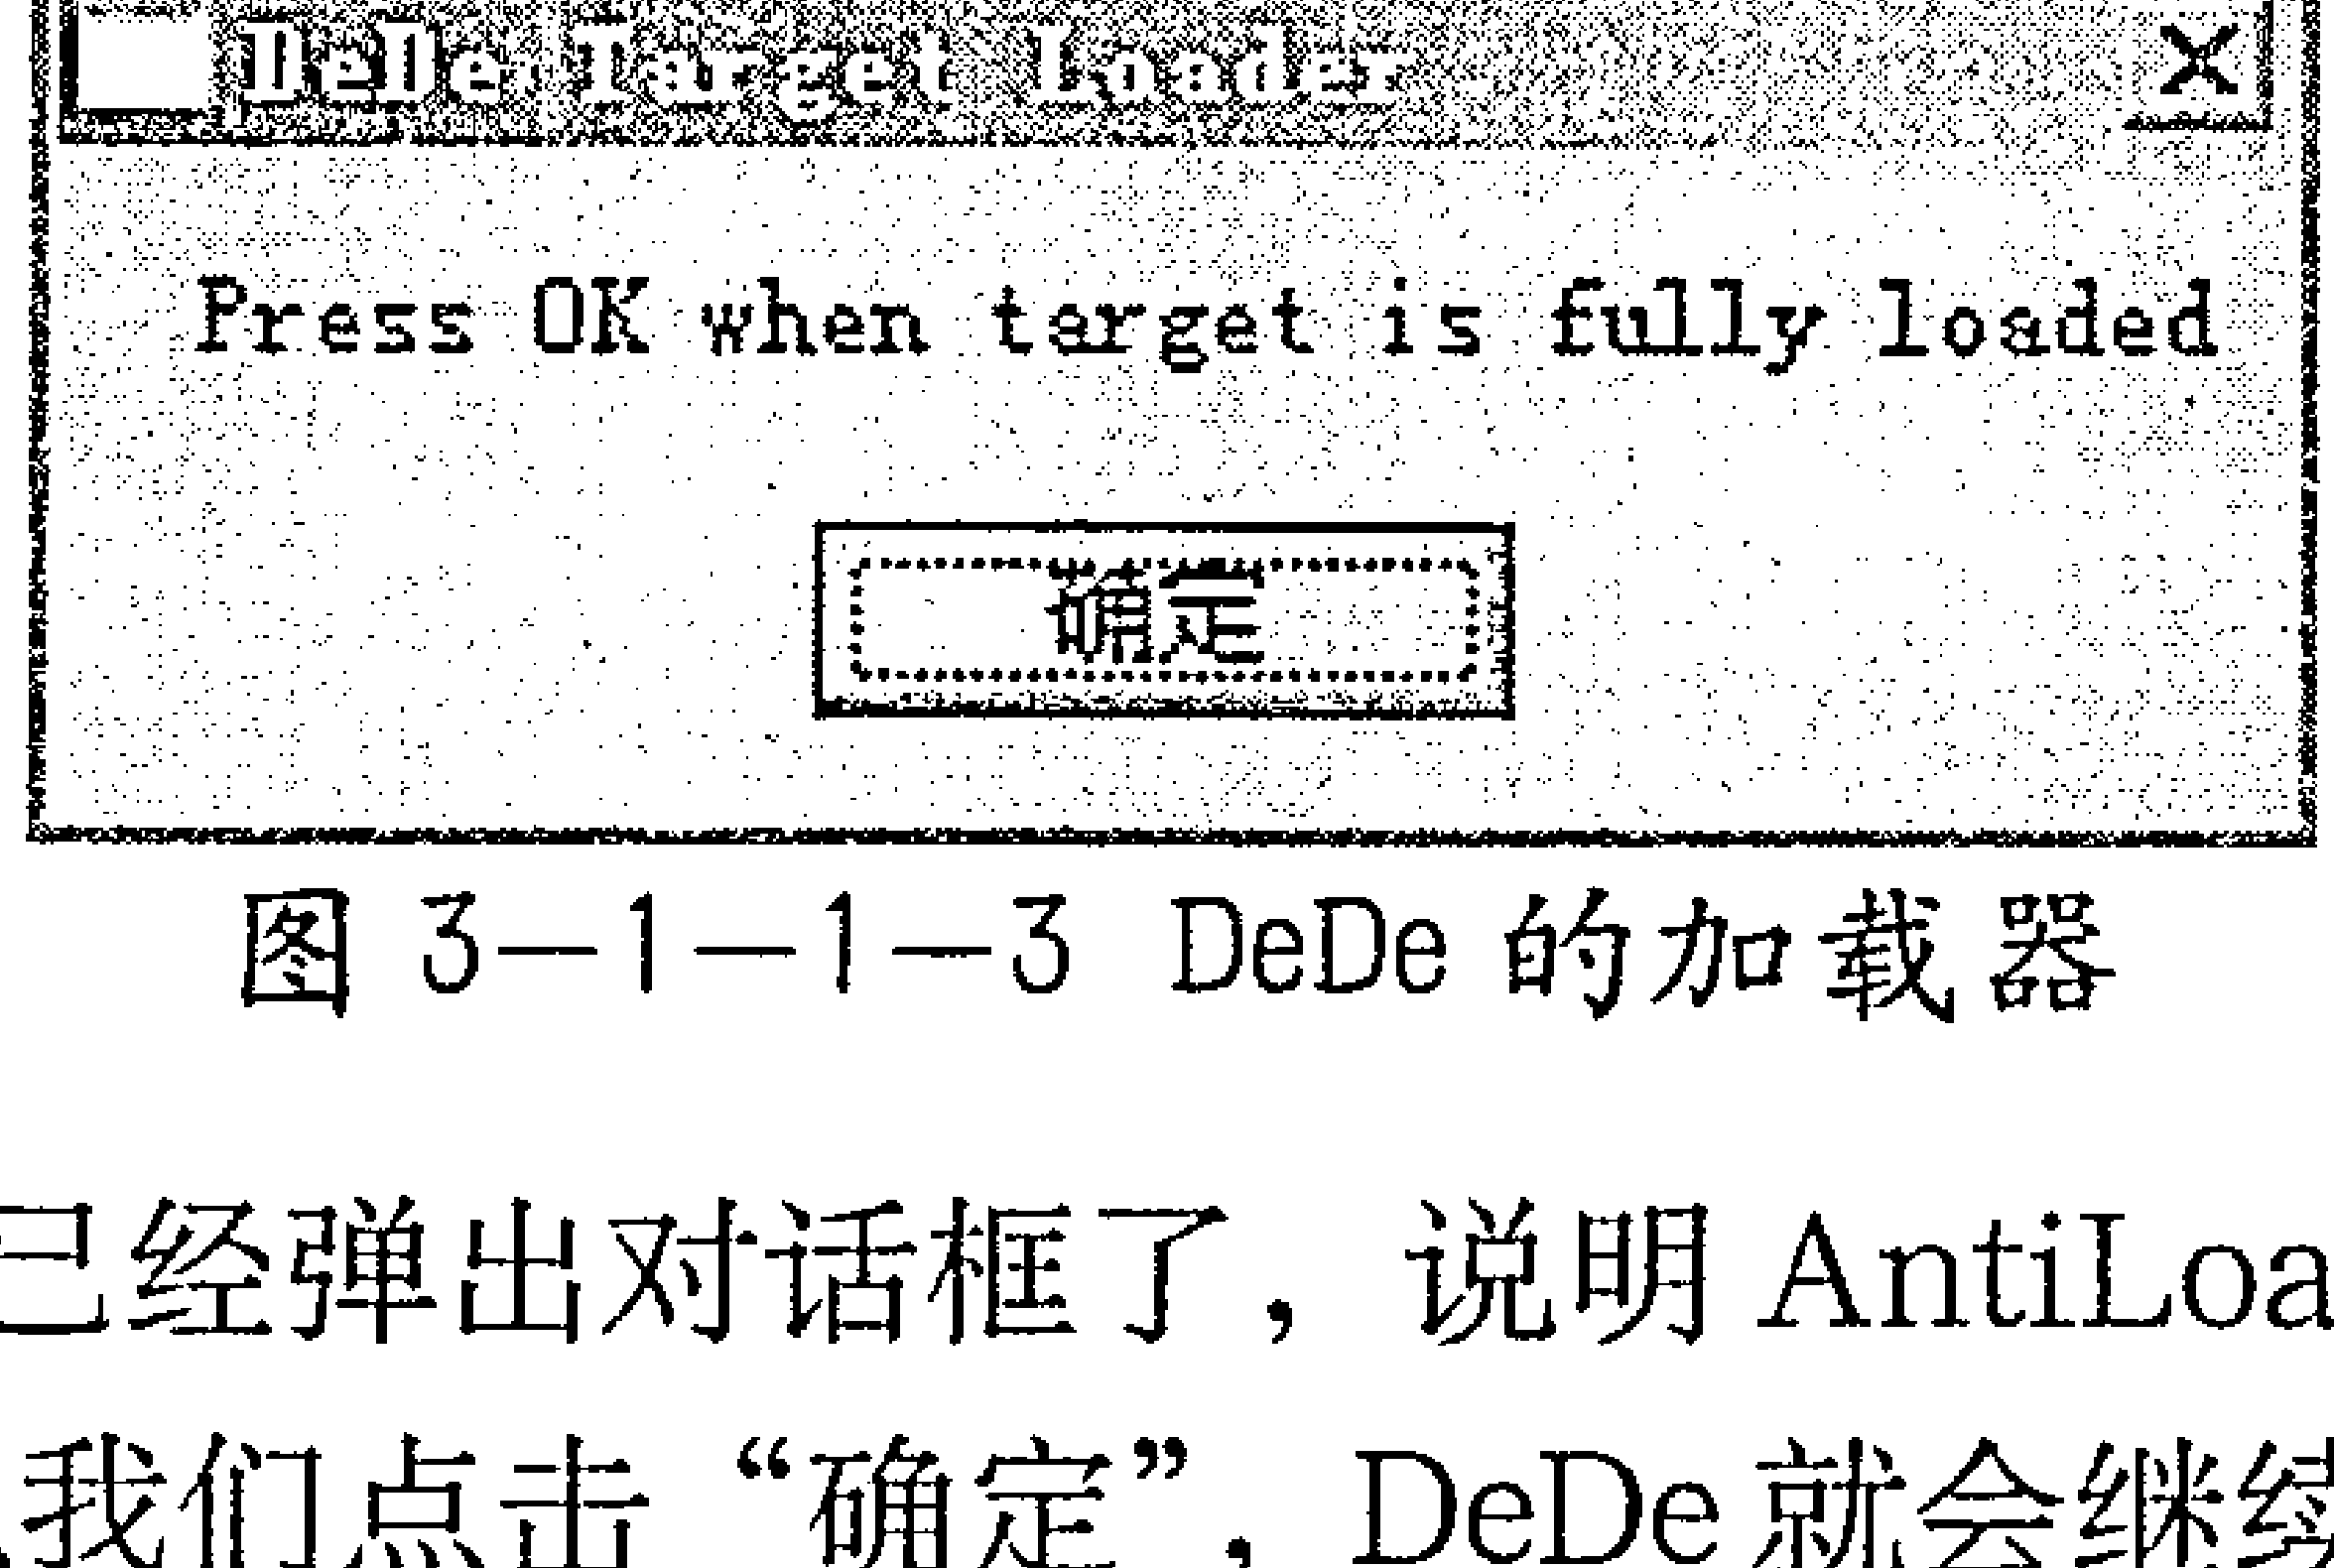 DeDe Target Loader
Press OK when target is fully loaded
确定
图 3—1—1—3 DeDe 的加载器
已经弹出对话框了，说明 AntiLoa
我们点击“确定”，DeDe 就会继续